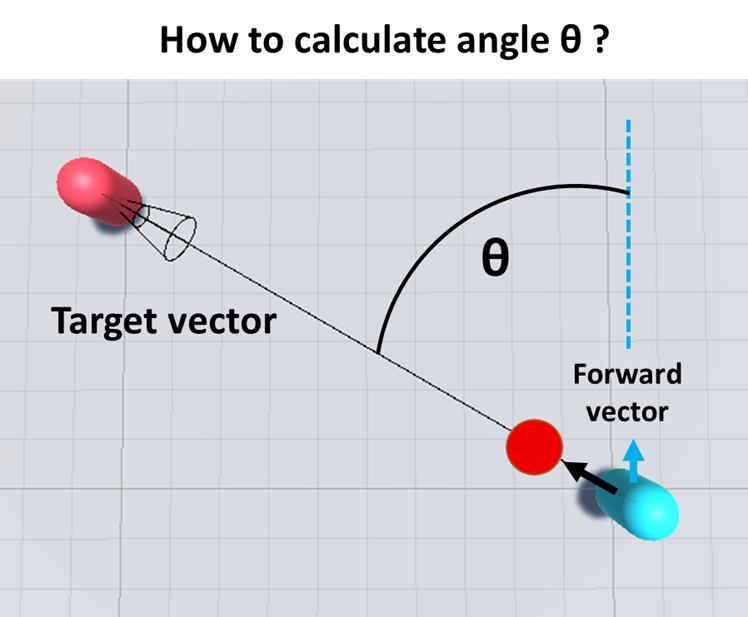 How to calculate angle θ ?
θ
Target vector
Forward
vector